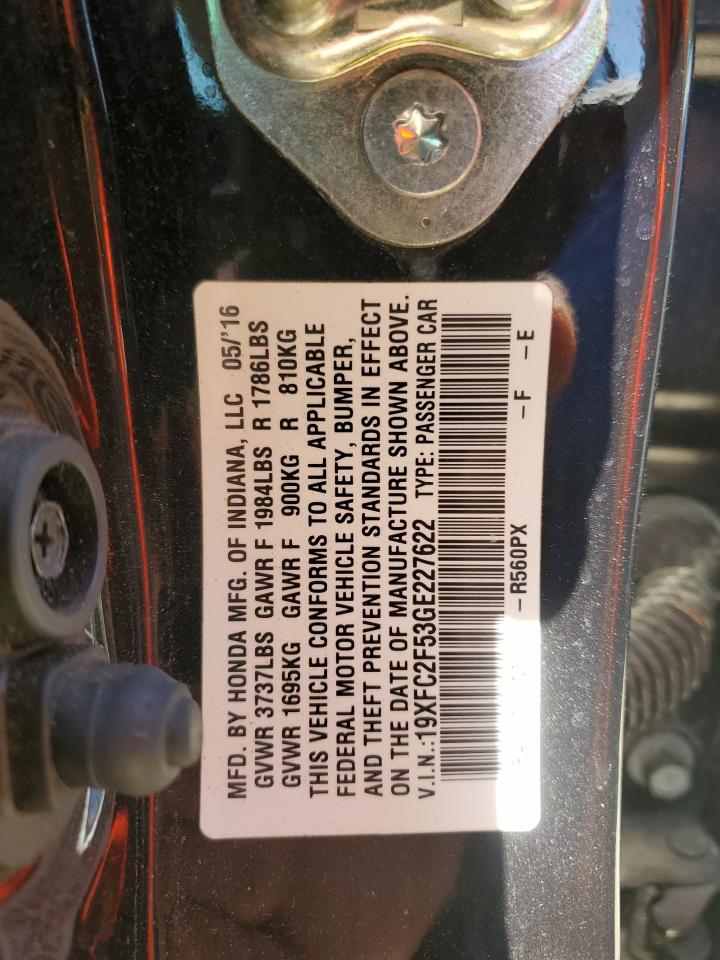 MFD. BY HONDA MFG. OF INDIANA, LLC 05/'16
GVWR 3737LBS GAWR F 1984LBS R 1786LBS
GVWR 1695KG GAWR F 900KG R 810KG
THIS VEHICLE CONFORMS TO ALL APPLICABLE
FEDERAL MOTOR VEHICLE SAFETY, BUMPER,
AND THEFT PREVENTION STANDARDS IN EFFECT
ON THE DATE OF MANUFACTURE SHOWN ABOVE.
V.I.N.:19XFC2F53GE227622 TYPE: PASSENGER CAR
–R560PX –F –E